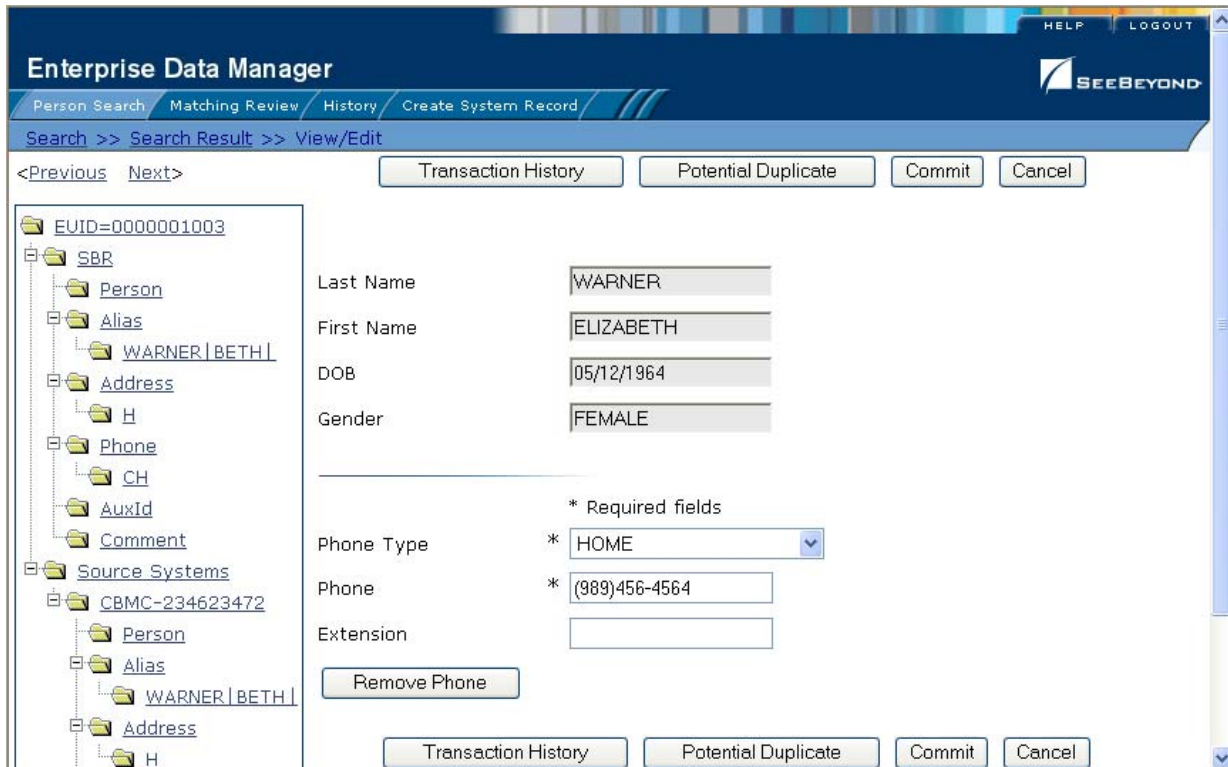 HELP LOGOUT
Enterprise Data Manager
SEEBEYOND
Person Search Matching Review History Create System Record
Search >> Search Result >> View/Edit
<Previous Next> Transaction History Potential Duplicate Commit Cancel
EUID=0000001003
SBR
Person
Alias
WARNER|BETH|
Address
H
Phone
CH
AuxId
Comment
Source Systems
CBMC-234623472
Person
Alias
WARNER|BETH|
Address
H
Last Name WARNER
First Name ELIZABETH
DOB 05/12/1964
Gender FEMALE
* Required fields
Phone Type * HOME
Phone * (989)456-4564
Extension
Remove Phone
Transaction History Potential Duplicate Commit Cancel